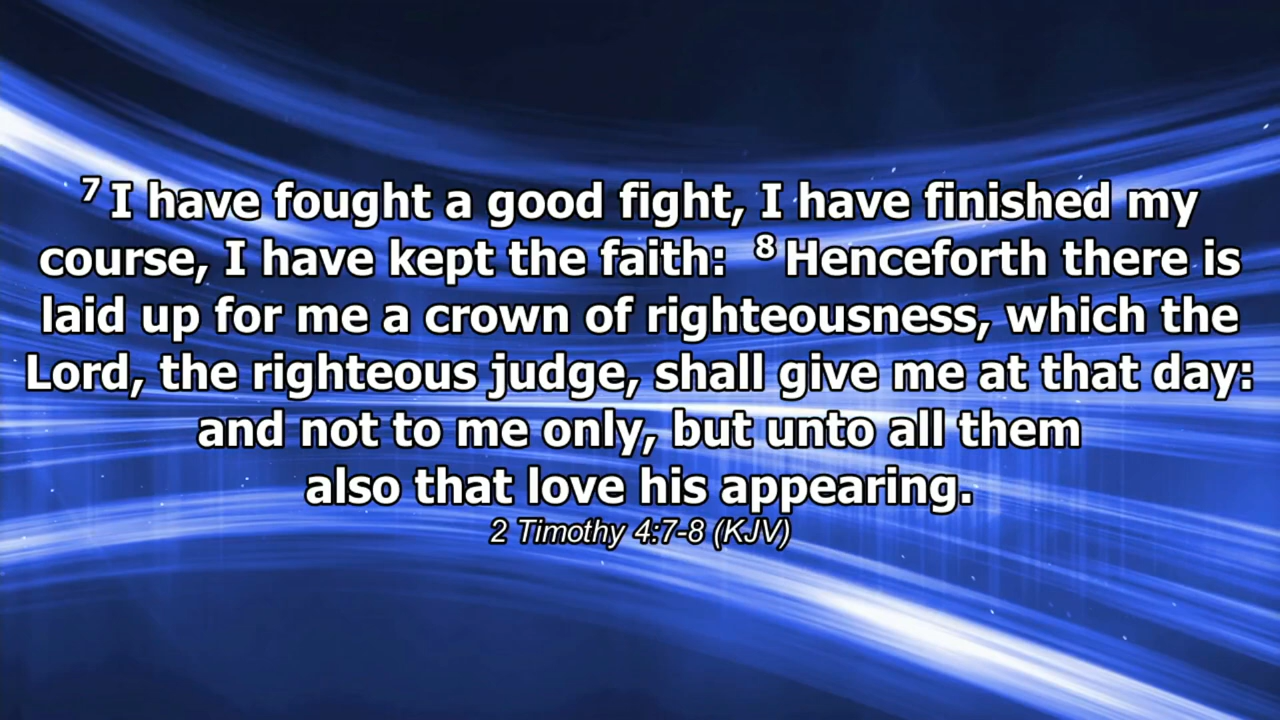 ⁷ I have fought a good fight, I have finished my
course, I have kept the faith: ⁸ Henceforth there is
laid up for me a crown of righteousness, which the
Lord, the righteous judge, shall give me at that day:
and not to me only, but unto all them
also that love his appearing.
2 Timothy 4:7-8 (KJV)